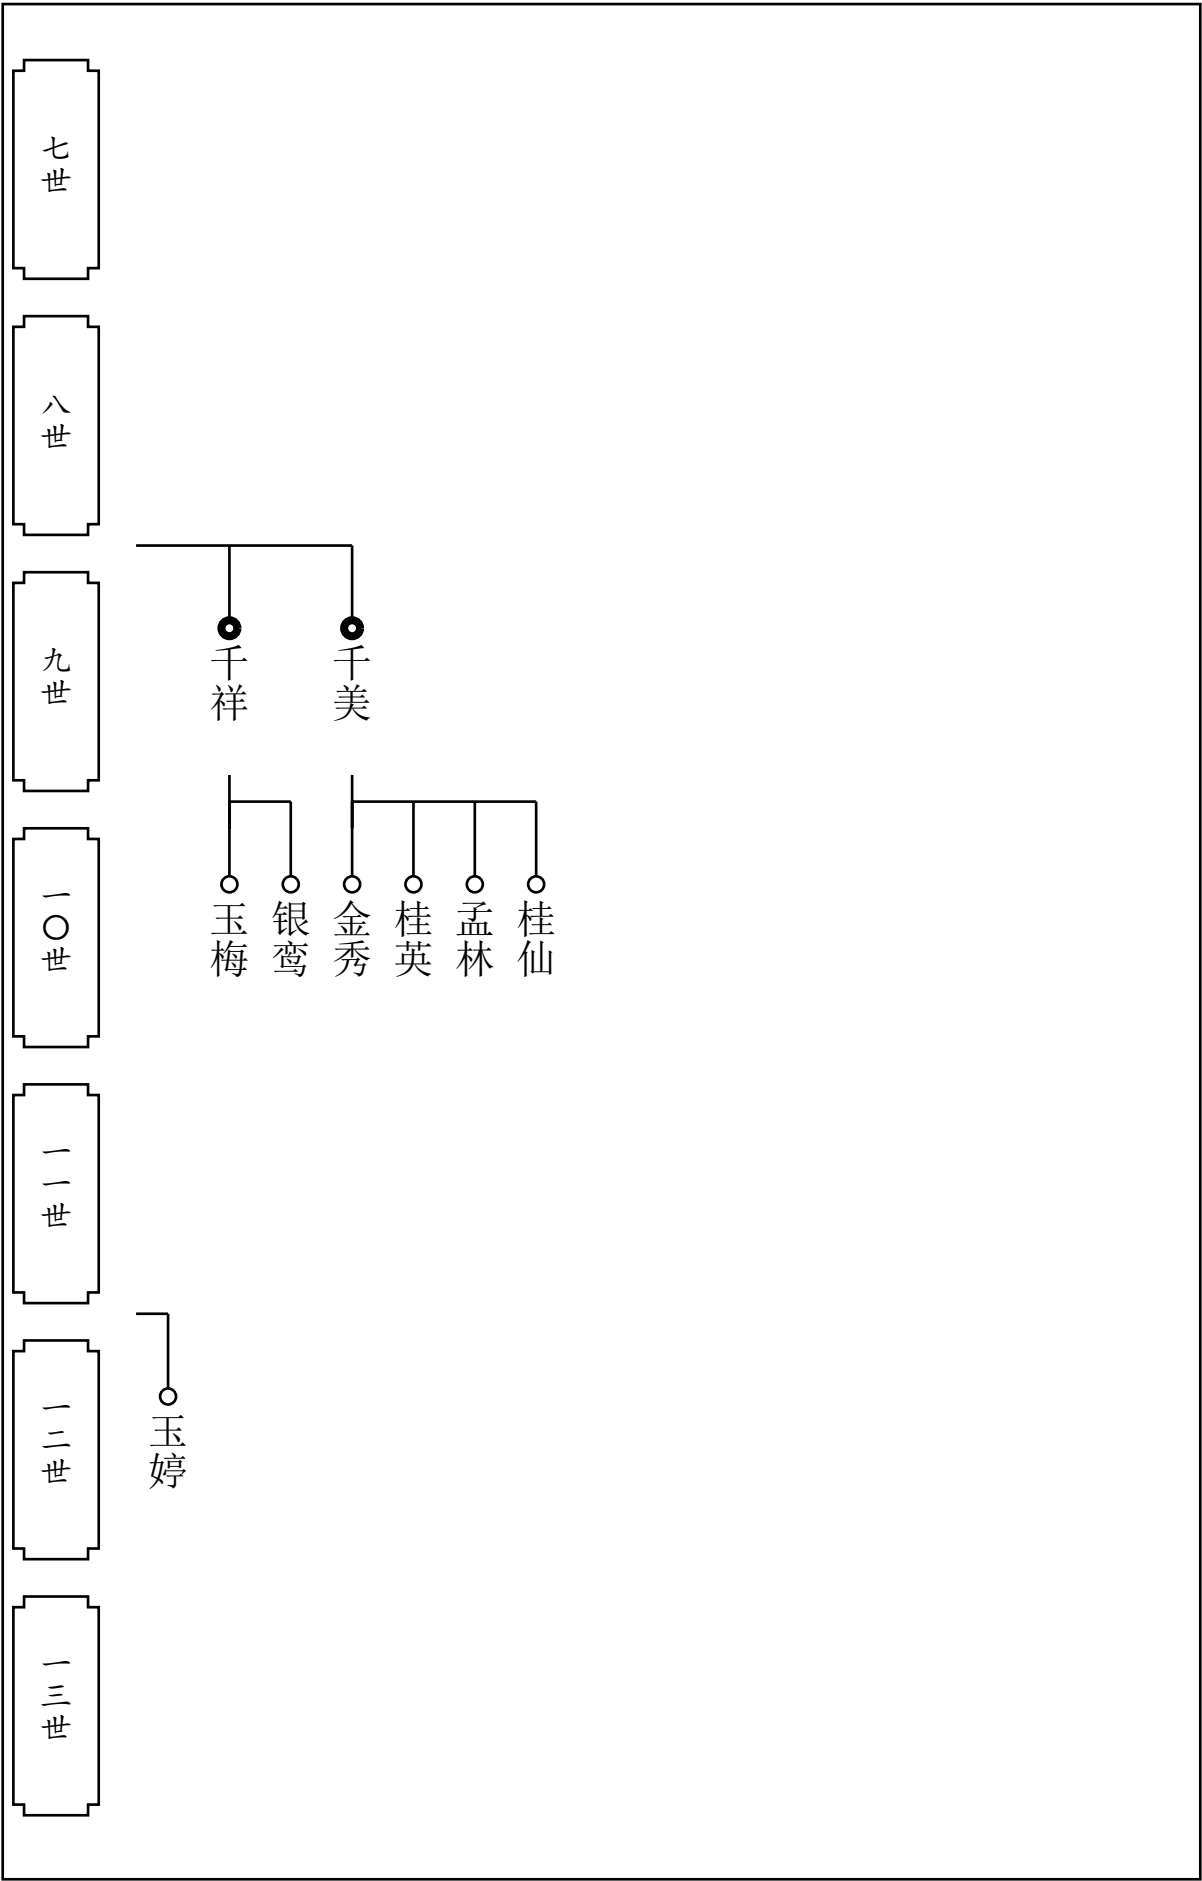 七世
八世
九世
千祥
千美
一〇世
玉梅
银鸾
金秀
桂英
孟林
桂仙
一一世
一二世
玉婷
一三世